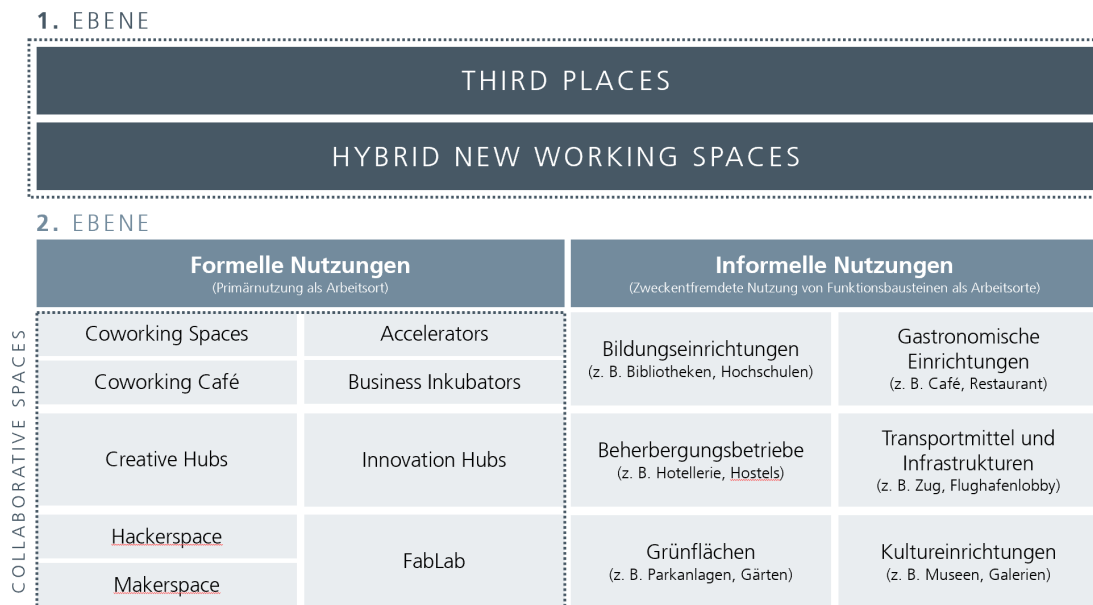 1. EBENE
THIRD PLACES
HYBRID NEW WORKING SPACES
2. EBENE
Formelle Nutzungen
(Primärnutzung als Arbeitsort)
Informelle Nutzungen
(Zweckentfremdete Nutzung von Funktionsbausteinen als Arbeitsorte)
COLLABORATIVE SPACES
Coworking Spaces
Accelerators
Coworking Café
Business Inkubators
Creative Hubs
Innovation Hubs
Hackerspace
Makerspace
FabLab
Bildungseinrichtungen
(z. B. Bibliotheken, Hochschulen)
Gastronomische
Einrichtungen
(z. B. Café, Restaurant)
Beherbergungsbetriebe
(z. B. Hotellerie, Hostels)
Transportmittel und
Infrastrukturen
(z. B. Zug, Flughafenlobby)
Grünflächen
(z. B. Parkanlagen, Gärten)
Kultureinrichtungen
(z. B. Museen, Galerien)